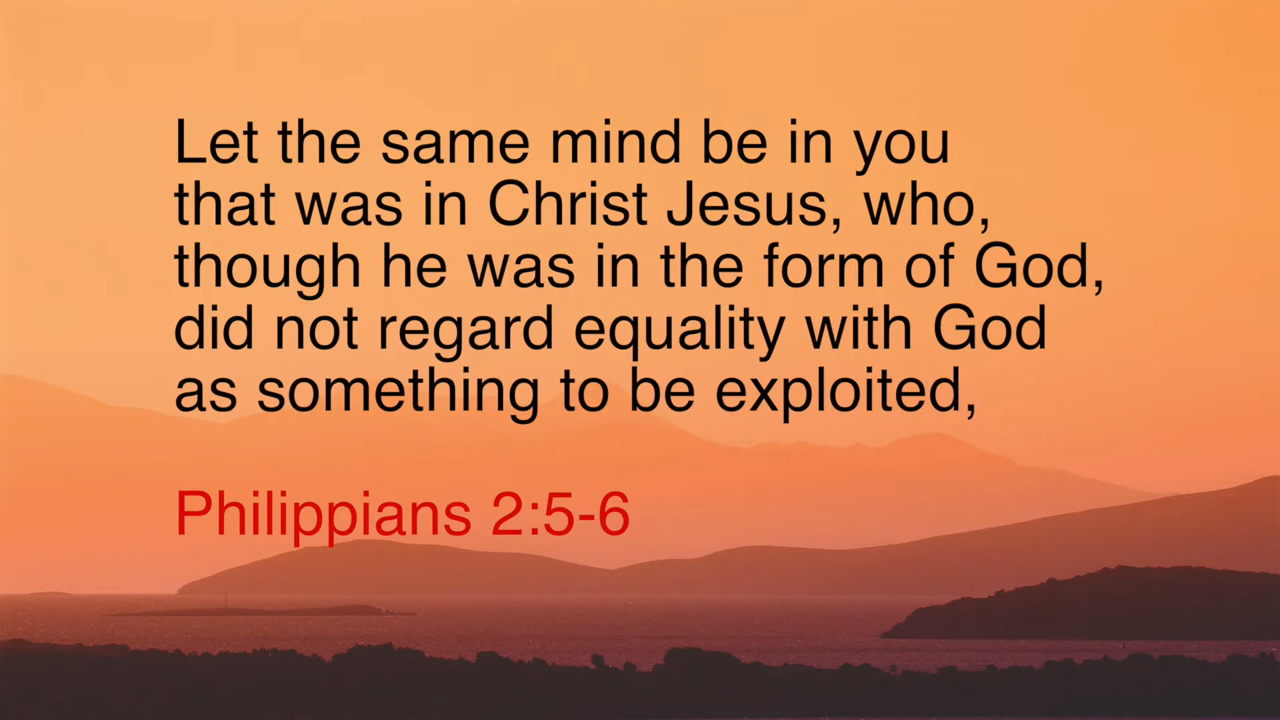 Let the same mind be in you
that was in Christ Jesus, who,
though he was in the form of God,
did not regard equality with God
as something to be exploited,
Philippians 2:5-6